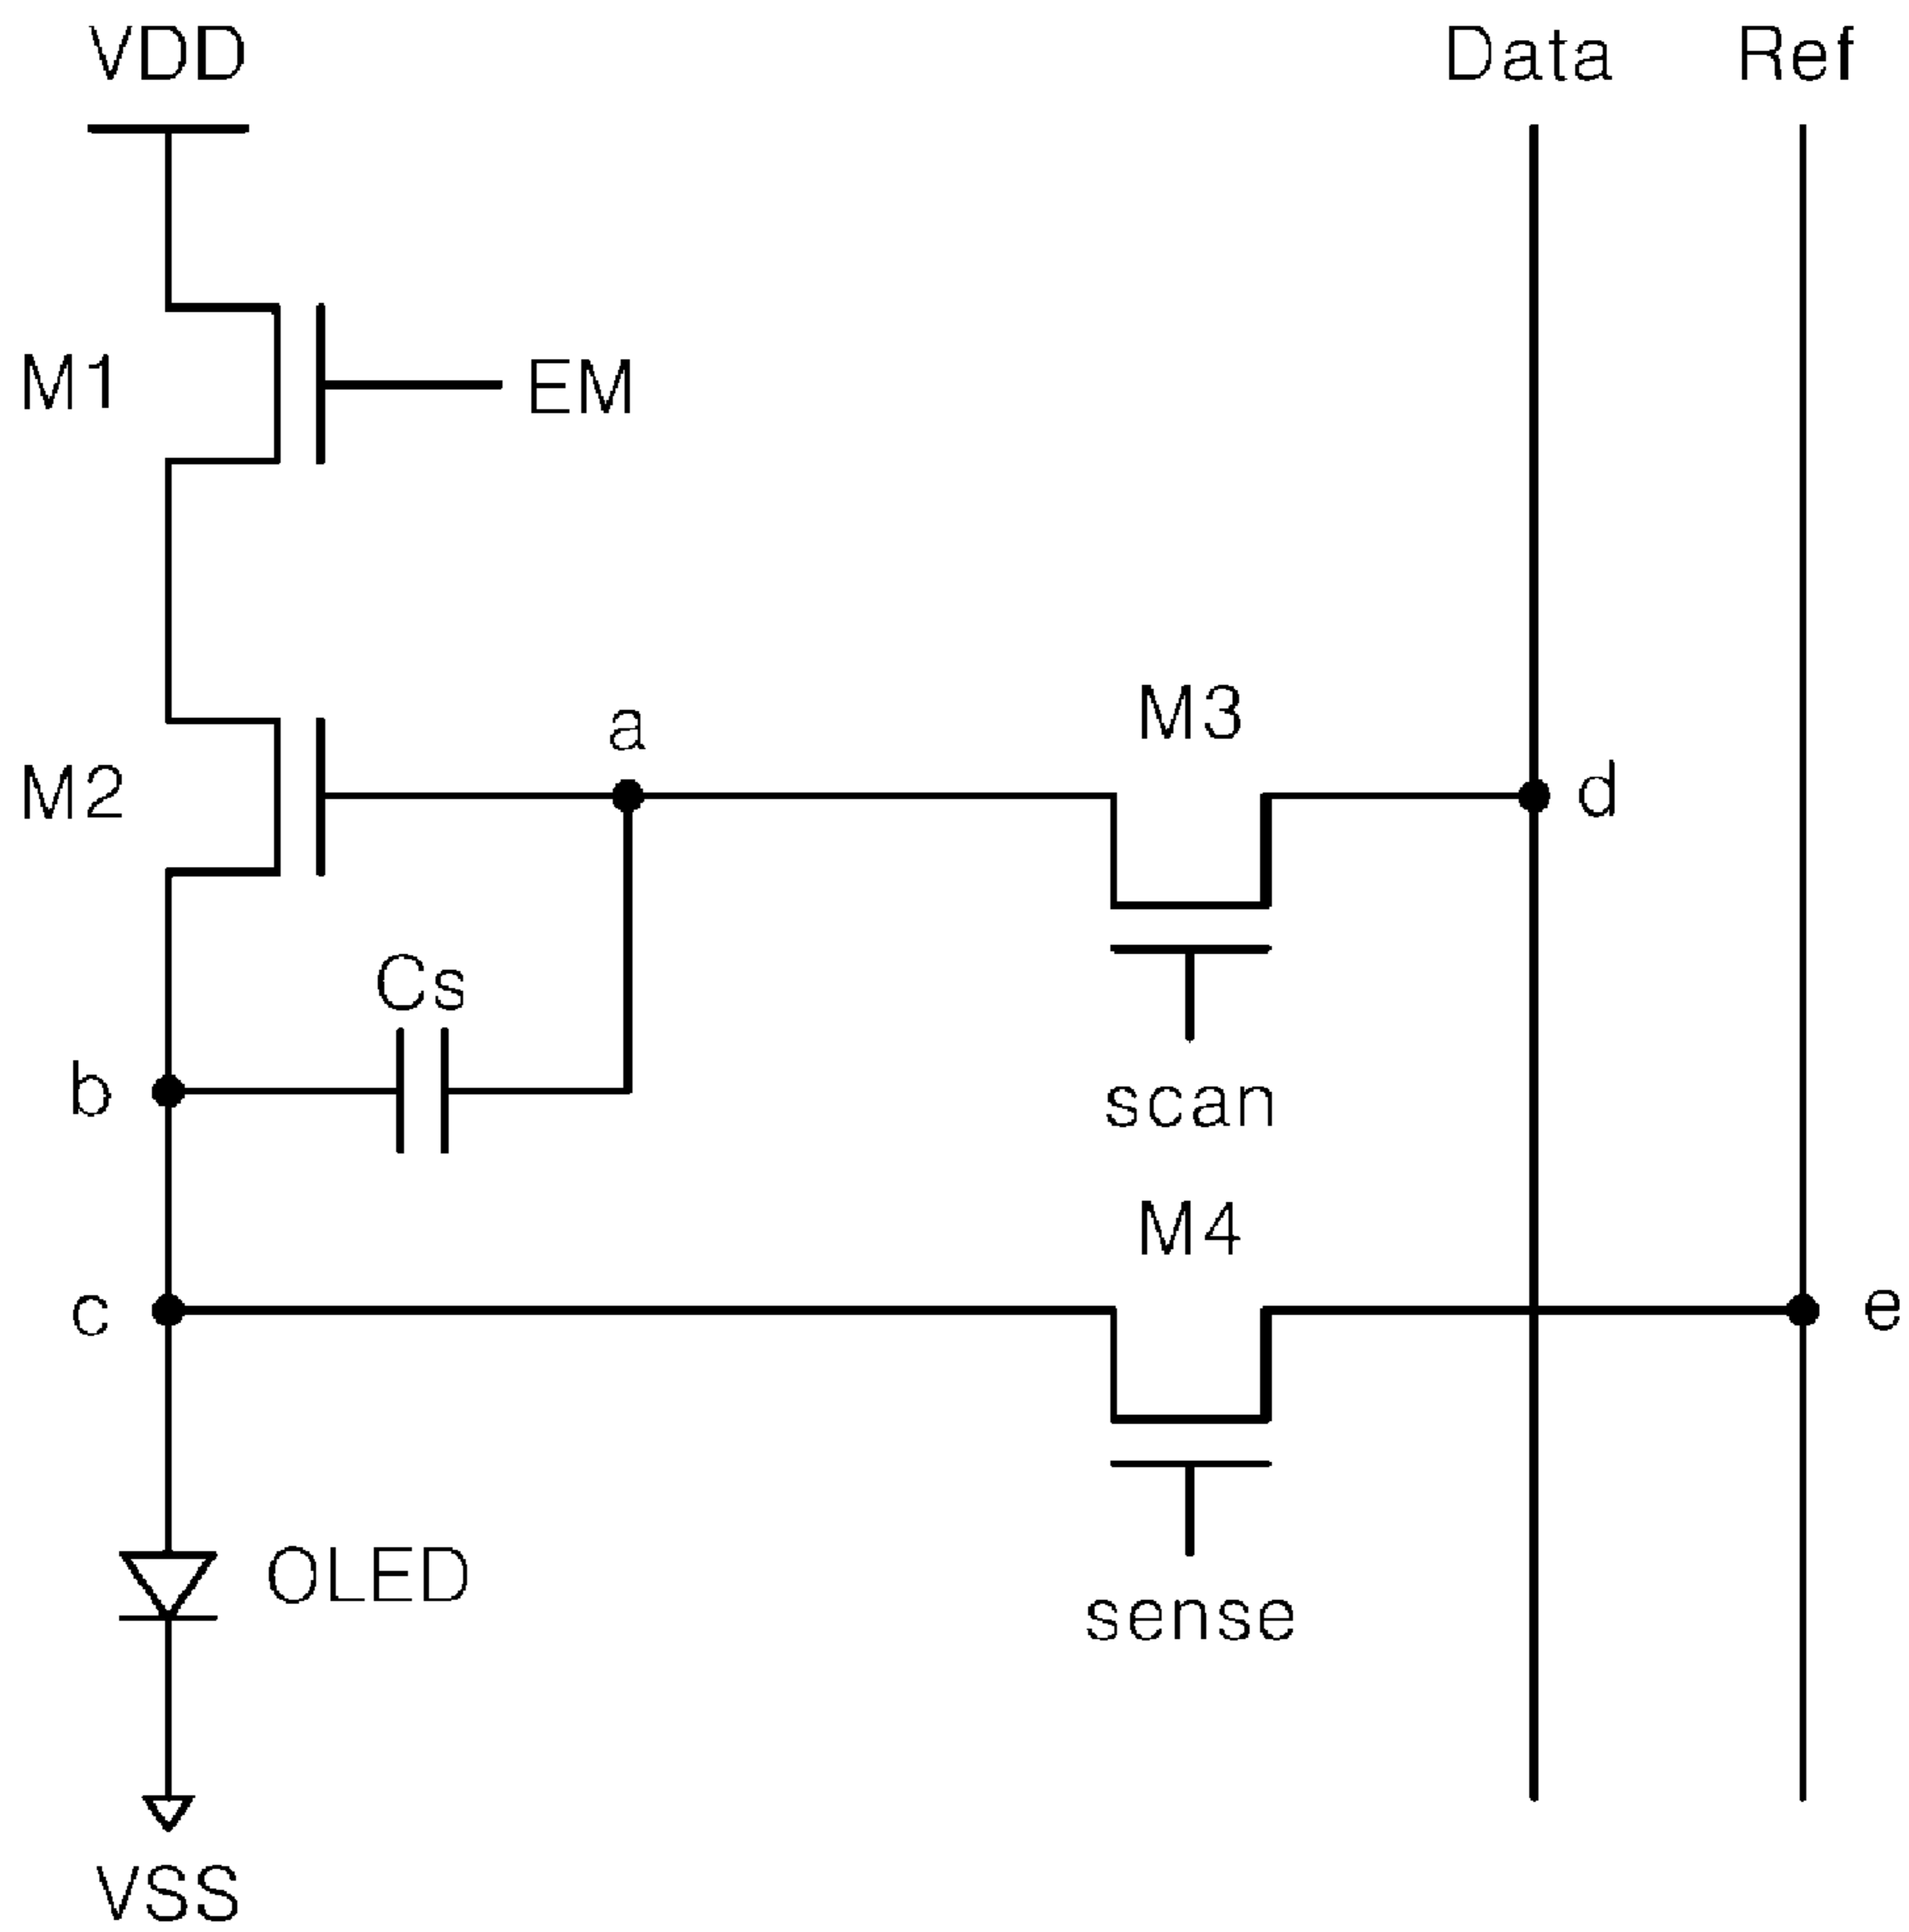 VDD
Data
Ref
M1
EM
M3
a
M2
d
Cs
b
scan
M4
c
e
OLED
sense
VSS